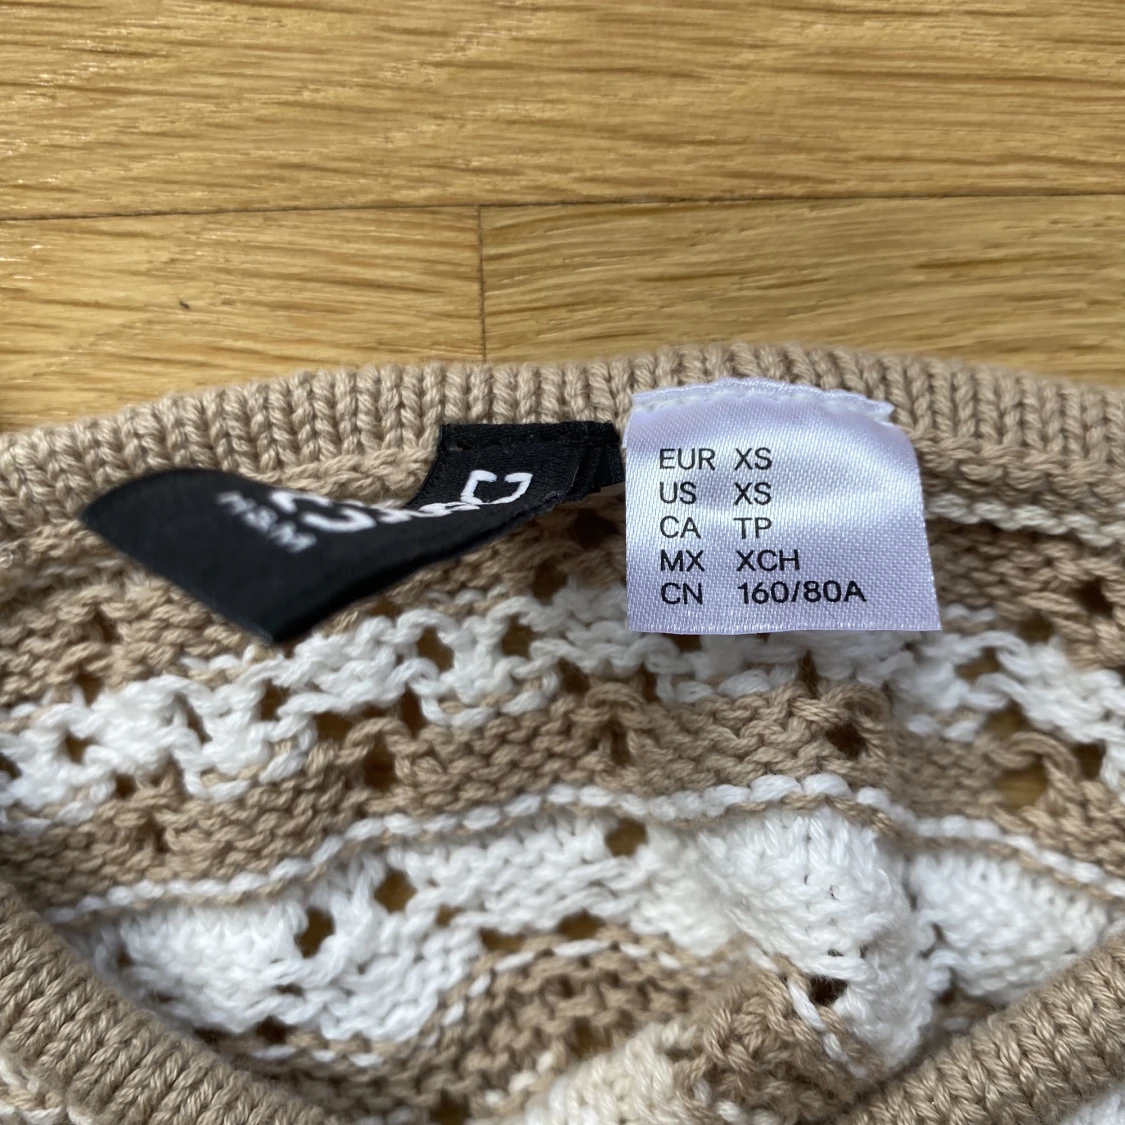 H&M
EUR XS
US XS
CA TP
MX XCH
CN 160/80A